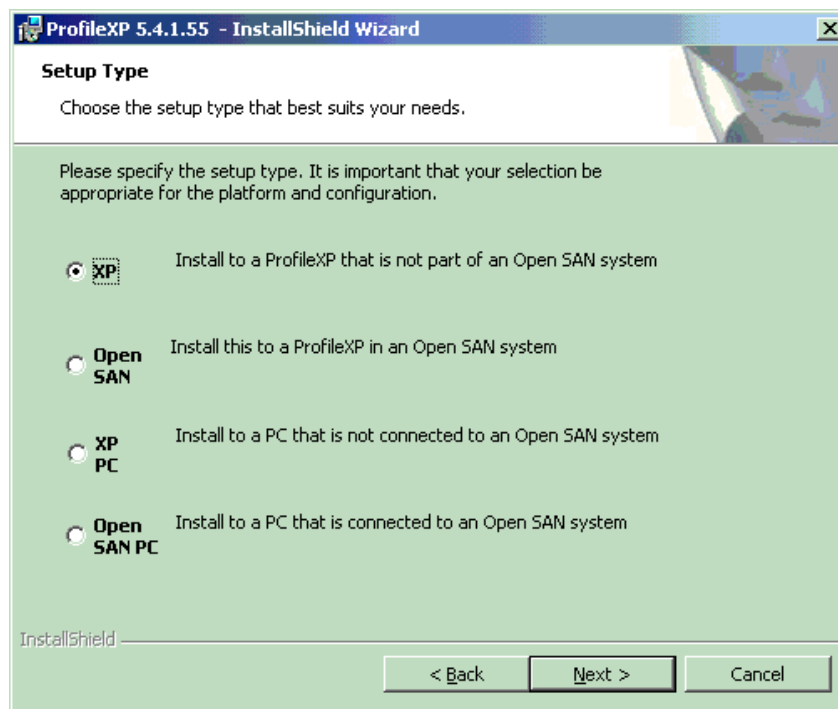 ProfileXP 5.4.1.55 - InstallShield Wizard
Setup Type
Choose the setup type that best suits your needs.
Please specify the setup type. It is important that your selection be
appropriate for the platform and configuration.
XP
Install to a ProfileXP that is not part of an Open SAN system
Open
SAN
Install this to a ProfileXP in an Open SAN system
XP
PC
Install to a PC that is not connected to an Open SAN system
Open
SAN PC
Install to a PC that is connected to an Open SAN system
InstallShield
< Back
Next >
Cancel